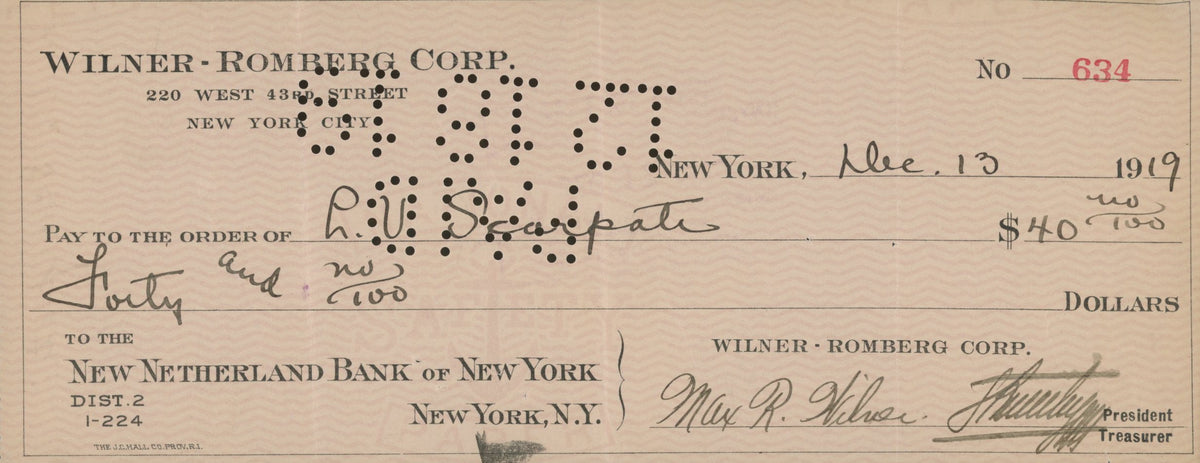 WILNER-ROMBERG CORP.
No 634
220 WEST 43RD STREET
NEW YORK CITY
NEW YORK, Dec. 13 1919
PAY TO THE ORDER OF L. V. Scarpati $40 no/100
Forty and no/100 DOLLARS
TO THE
NEW NETHERLAND BANK OF NEW YORK
DIST. 2
1-224
NEW YORK, N.Y.
WILNER-ROMBERG CORP.
Max R. Wilner.
President
Treasurer
THE J.C. HALL CO. PROV. R.I.